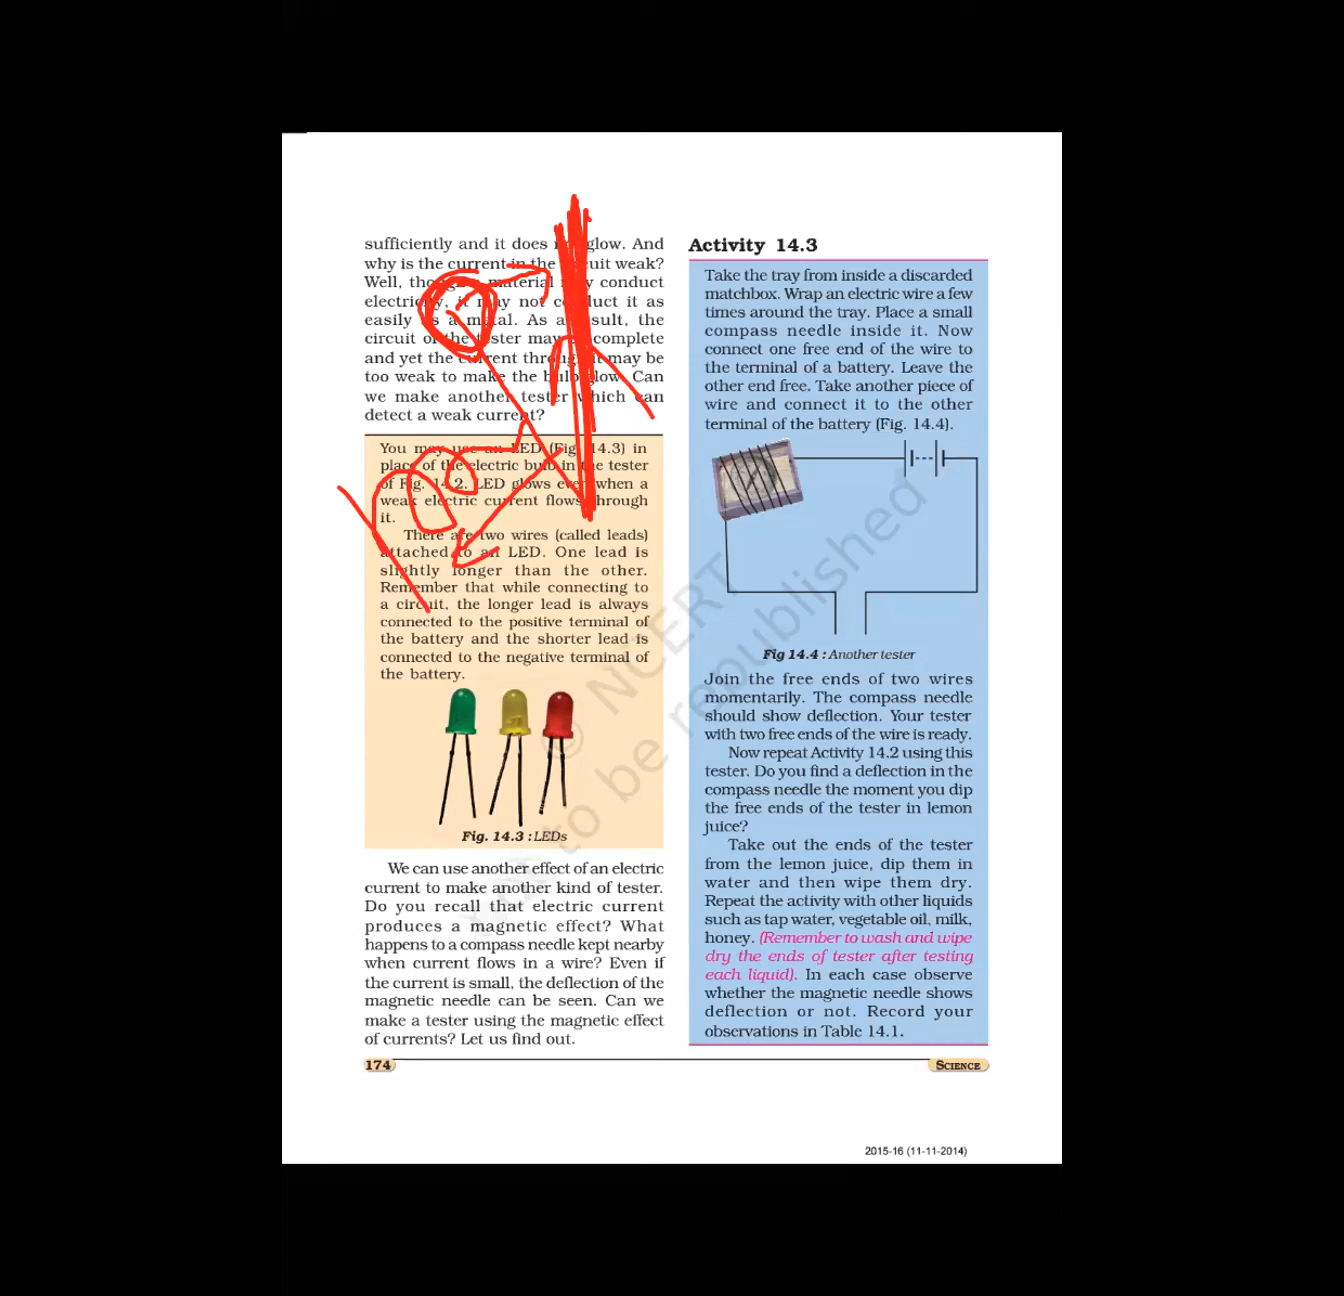 sufficiently and it does glow. And
why is the current in the uit weak?
Well, material conduct
electricity, it may not conduct it as
easily as a metal. As a result, the
circuit of the tester may complete
and yet the current through it may be
too weak to make the bulb glow. Can
we make another tester which can
detect a weak current?
You may use an LED (Fig. 14.3) in
place of the electric bulb in the tester
of Fig. 14.2. LED glows even when a
weak electric current flows through
it.
There are two wires (called leads)
attached to an LED. One lead is
slightly longer than the other.
Remember that while connecting to
a circuit, the longer lead is always
connected to the positive terminal of
the battery and the shorter lead is
connected to the negative terminal of
the battery.
Fig. 14.3 : LEDs
We can use another effect of an electric
current to make another kind of tester.
Do you recall that electric current
produces a magnetic effect? What
happens to a compass needle kept nearby
when current flows in a wire? Even if
the current is small, the deflection of the
magnetic needle can be seen. Can we
make a tester using the magnetic effect
of currents? Let us find out.
Activity 14.3
Take the tray from inside a discarded
matchbox. Wrap an electric wire a few
times around the tray. Place a small
compass needle inside it. Now
connect one free end of the wire to
the terminal of a battery. Leave the
other end free. Take another piece of
wire and connect it to the other
terminal of the battery (Fig. 14.4).
Fig 14.4 : Another tester
Join the free ends of two wires
momentarily. The compass needle
should show deflection. Your tester
with two free ends of the wire is ready.
Now repeat Activity 14.2 using this
tester. Do you find a deflection in the
compass needle the moment you dip
the free ends of the tester in lemon
juice?
Take out the ends of the tester
from the lemon juice, dip them in
water and then wipe them dry.
Repeat the activity with other liquids
such as tap water, vegetable oil, milk,
honey. (Remember to wash and wipe
dry the ends of tester after testing
each liquid). In each case observe
whether the magnetic needle shows
deflection or not. Record your
observations in Table 14.1.
© NCERT
not to be republished
174
SCIENCE
2015-16 (11-11-2014)